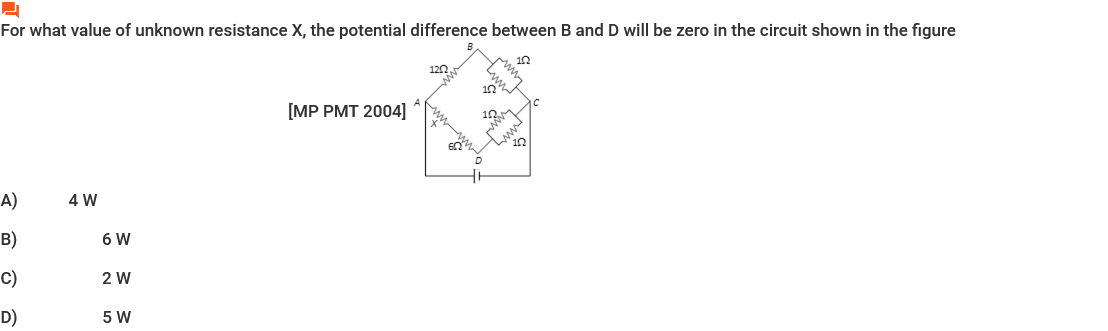 For what value of unknown resistance X, the potential difference between B and D will be zero in the circuit shown in the figure
B
1Ω
12Ω
1Ω
A
C
[MP PMT 2004]
1Ω
X
6Ω
1Ω
D
A) 4 W
B) 6 W
C) 2 W
D) 5 W